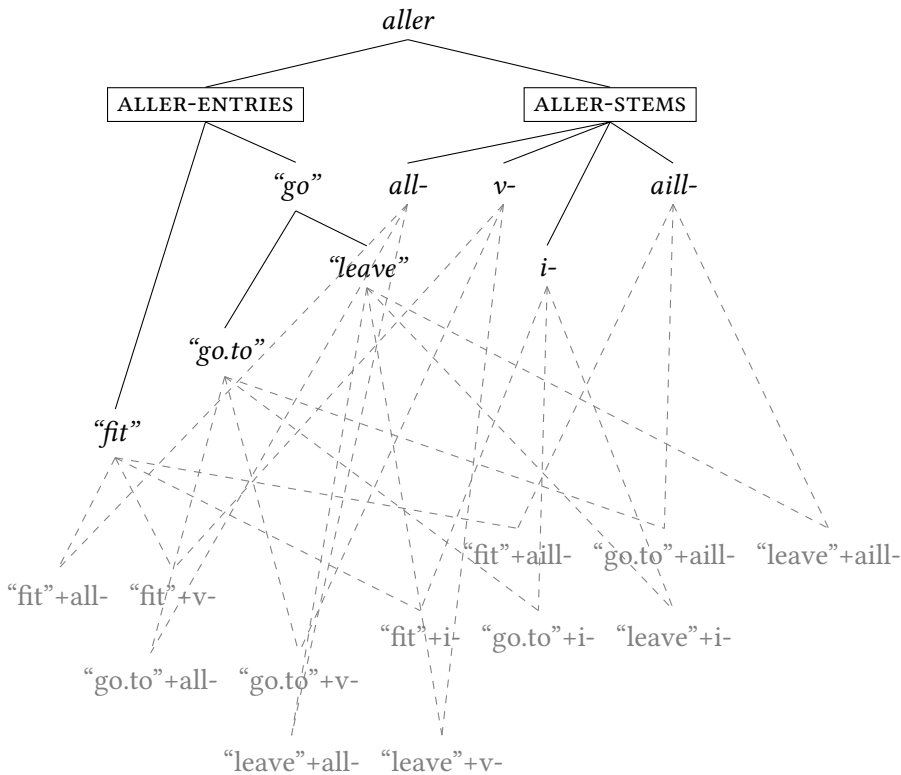 aller
ALLER-ENTRIES ALLER-STEMS
“go” all- v- aill-
“leave” i-
“go.to”
“fit”
“fit”+aill- “go.to”+aill- “leave”+aill-
“fit”+all- “fit”+v-
“fit”+i- “go.to”+i- “leave”+i-
“go.to”+all- “go.to”+v-
“leave”+all- “leave”+v-